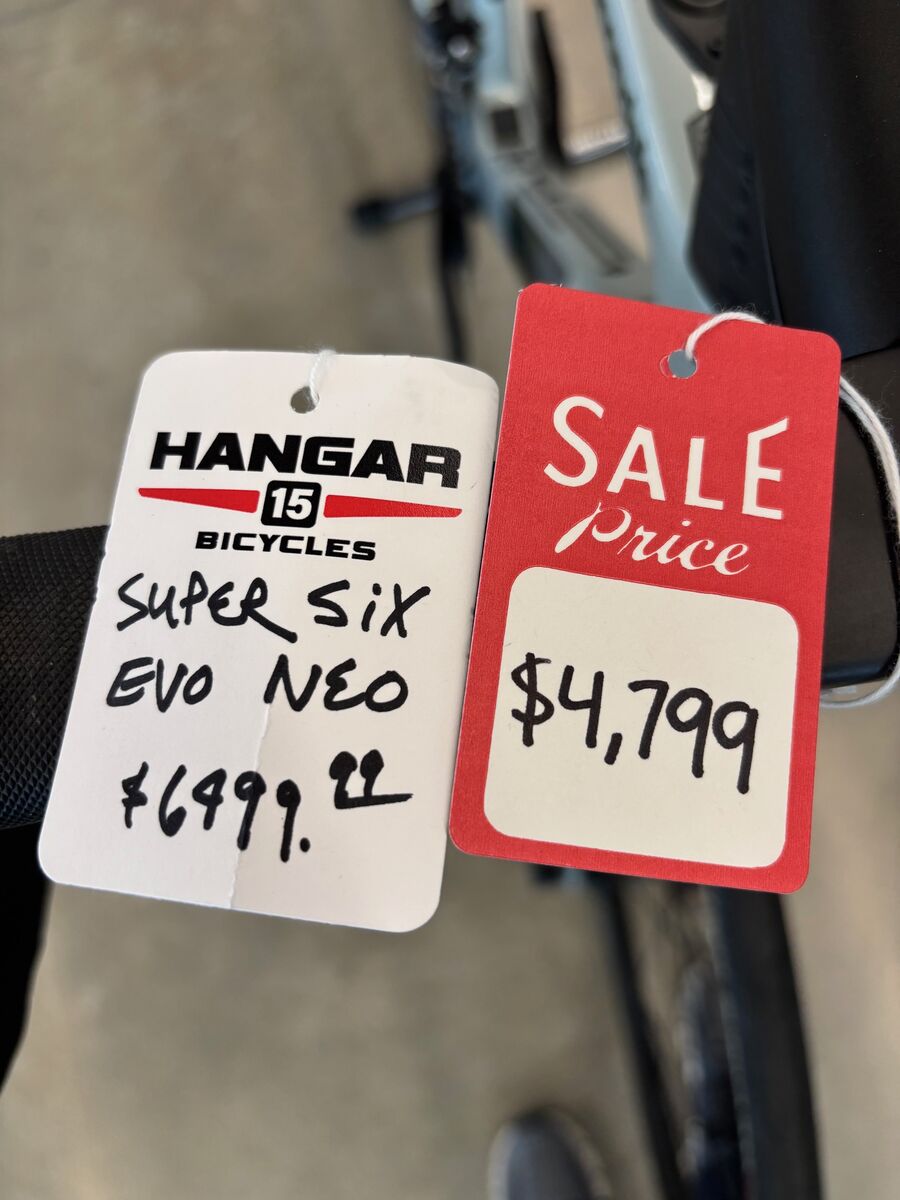 HANGAR
15
BICYCLES
SUPER SiX
EVO NEO
$6499.99
SALE
Price
$4,799